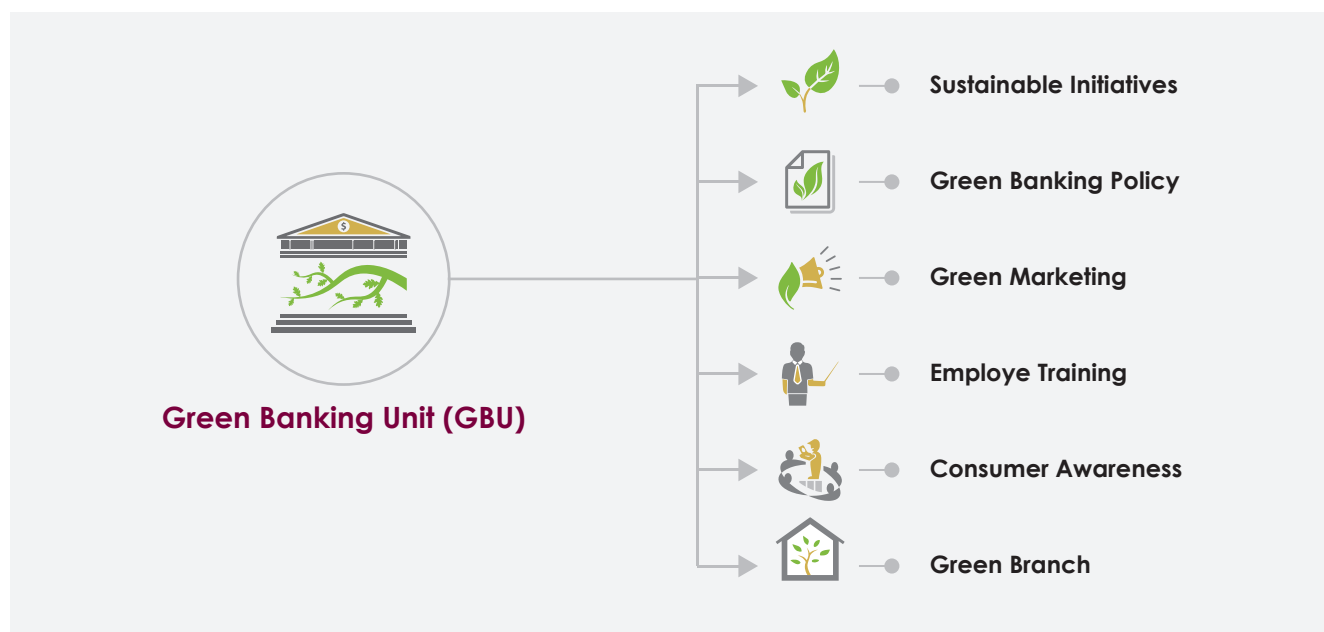 Sustainable Initiatives
Green Banking Policy
$
Green Marketing
Employe Training
Green Banking Unit (GBU)
Consumer Awareness
Green Branch